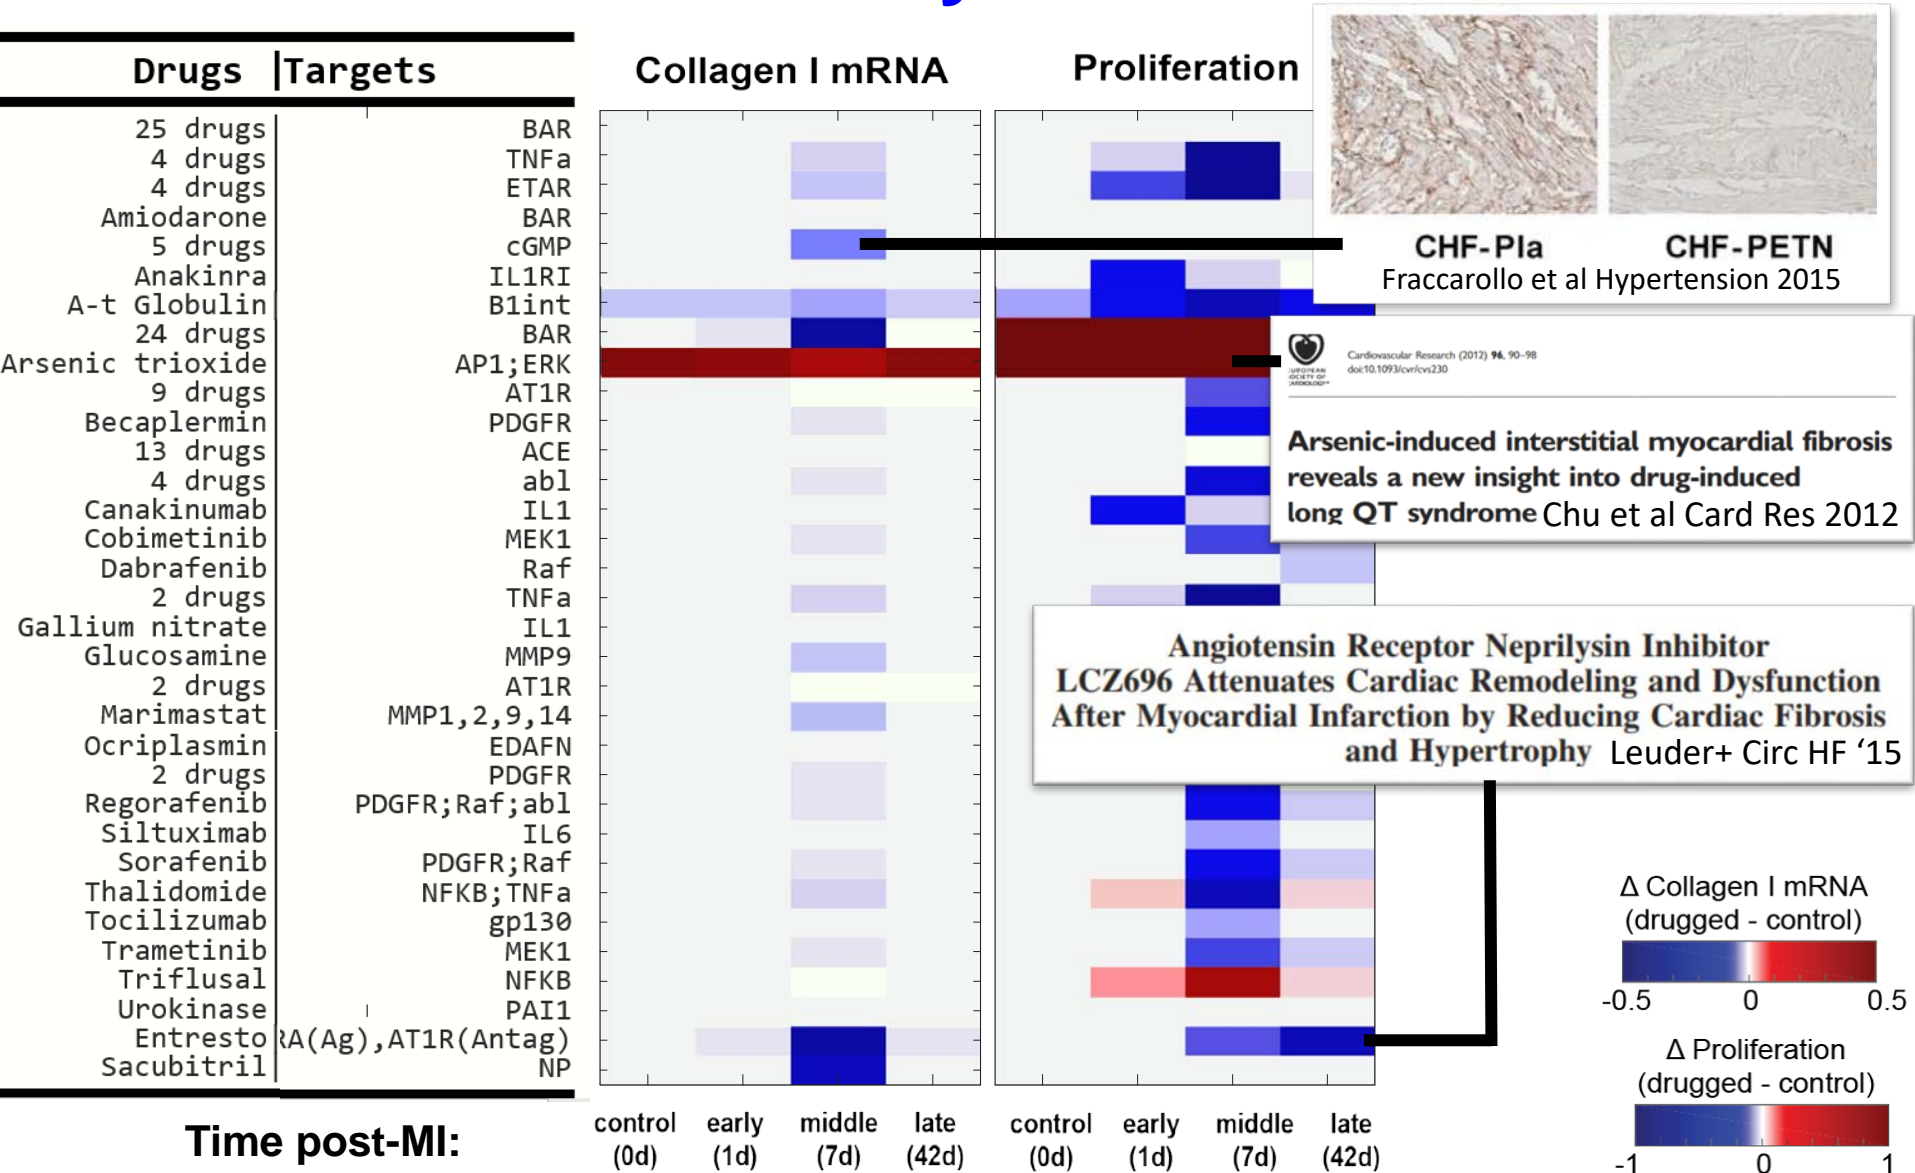 Drugs |Targets
25 drugs BAR
4 drugs TNFa
4 drugs ETAR
Amiodarone BAR
5 drugs cGMP
Anakinra IL1RI
A-t Globulin B1int
24 drugs BAR
Arsenic trioxide AP1;ERK
9 drugs AT1R
Becaplermin PDGFR
13 drugs ACE
4 drugs abl
Canakinumab IL1
Cobimetinib MEK1
Dabrafenib Raf
2 drugs TNFa
Gallium nitrate IL1
Glucosamine MMP9
2 drugs AT1R
Marimastat MMP1,2,9,14
Ocriplasmin EDAFN
2 drugs PDGFR
Regorafenib PDGFR;Raf;abl
Siltuximab IL6
Sorafenib PDGFR;Raf
Thalidomide NFKB;TNFa
Tocilizumab gp130
Trametinib MEK1
Triflusal NFKB
Urokinase PAI1
Entresto RA(Ag),AT1R(Antag)
Sacubitril NP
Time post-MI:
Collagen I mRNA
control early middle late
(0d) (1d) (7d) (42d)
Proliferation
control early middle late
(0d) (1d) (7d) (42d)
CHF-Pla CHF-PETN
Fraccarollo et al Hypertension 2015
EUROPEAN
SOCIETY OF
CARDIOLOGY
Cardiovascular Research (2012) 96, 90–98
doi:10.1093/cvr/cvs230
Arsenic-induced interstitial myocardial fibrosis
reveals a new insight into drug-induced
long QT syndrome Chu et al Card Res 2012
Angiotensin Receptor Neprilysin Inhibitor
LCZ696 Attenuates Cardiac Remodeling and Dysfunction
After Myocardial Infarction by Reducing Cardiac Fibrosis
and Hypertrophy Leuder+ Circ HF ‘15
Δ Collagen I mRNA
(drugged - control)
-0.5 0 0.5
Δ Proliferation
(drugged - control)
-1 0 1